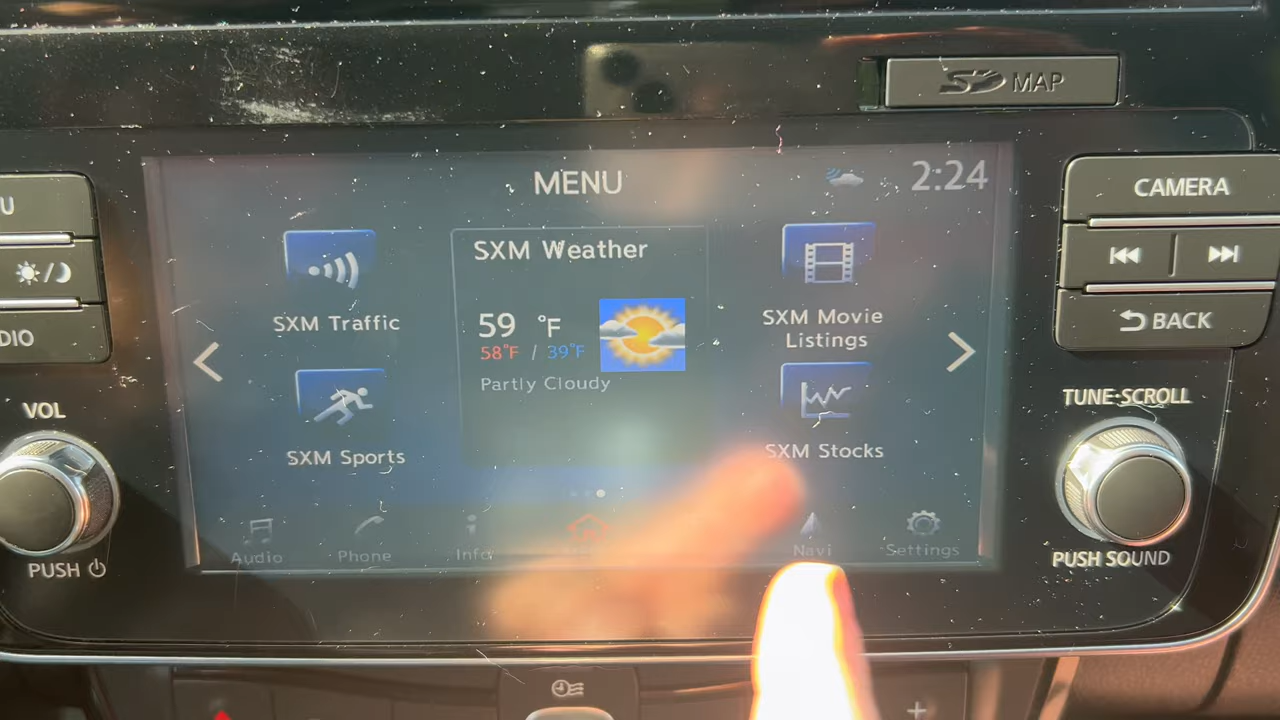 SD MAP
MENU
2:24
U
CAMERA
SXM Weather
DIO
BACK
SXM Traffic
59 °F
58°F / 39°F
Partly Cloudy
SXM Movie
Listings
VOL
TUNE·SCROLL
SXM Sports
SXM Stocks
Audio
Phone
Info
Navi
Settings
PUSH
PUSH SOUND
+